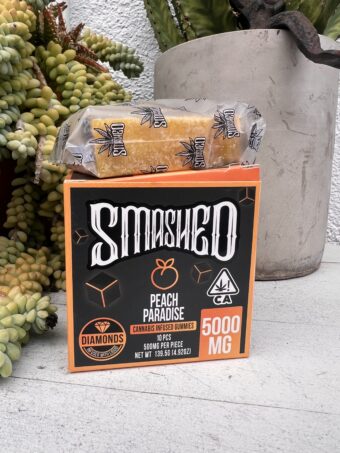 SMASHED
SMASHED
PEACH
PARADISE
CANNABIS INFUSED GUMMIES
10 PCS
500MG PER PIECE
NET WT 139.5G (4.92OZ)
5000
MG
CA
DIAMONDS